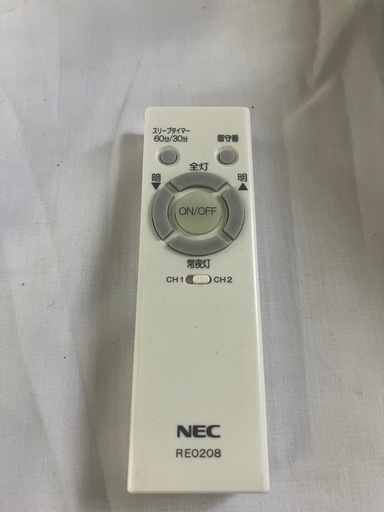 スリープタイマー
60分/30分
留守番
全灯
暗
明
ON/OFF
常夜灯
CH1 CH2
NEC
RE0208